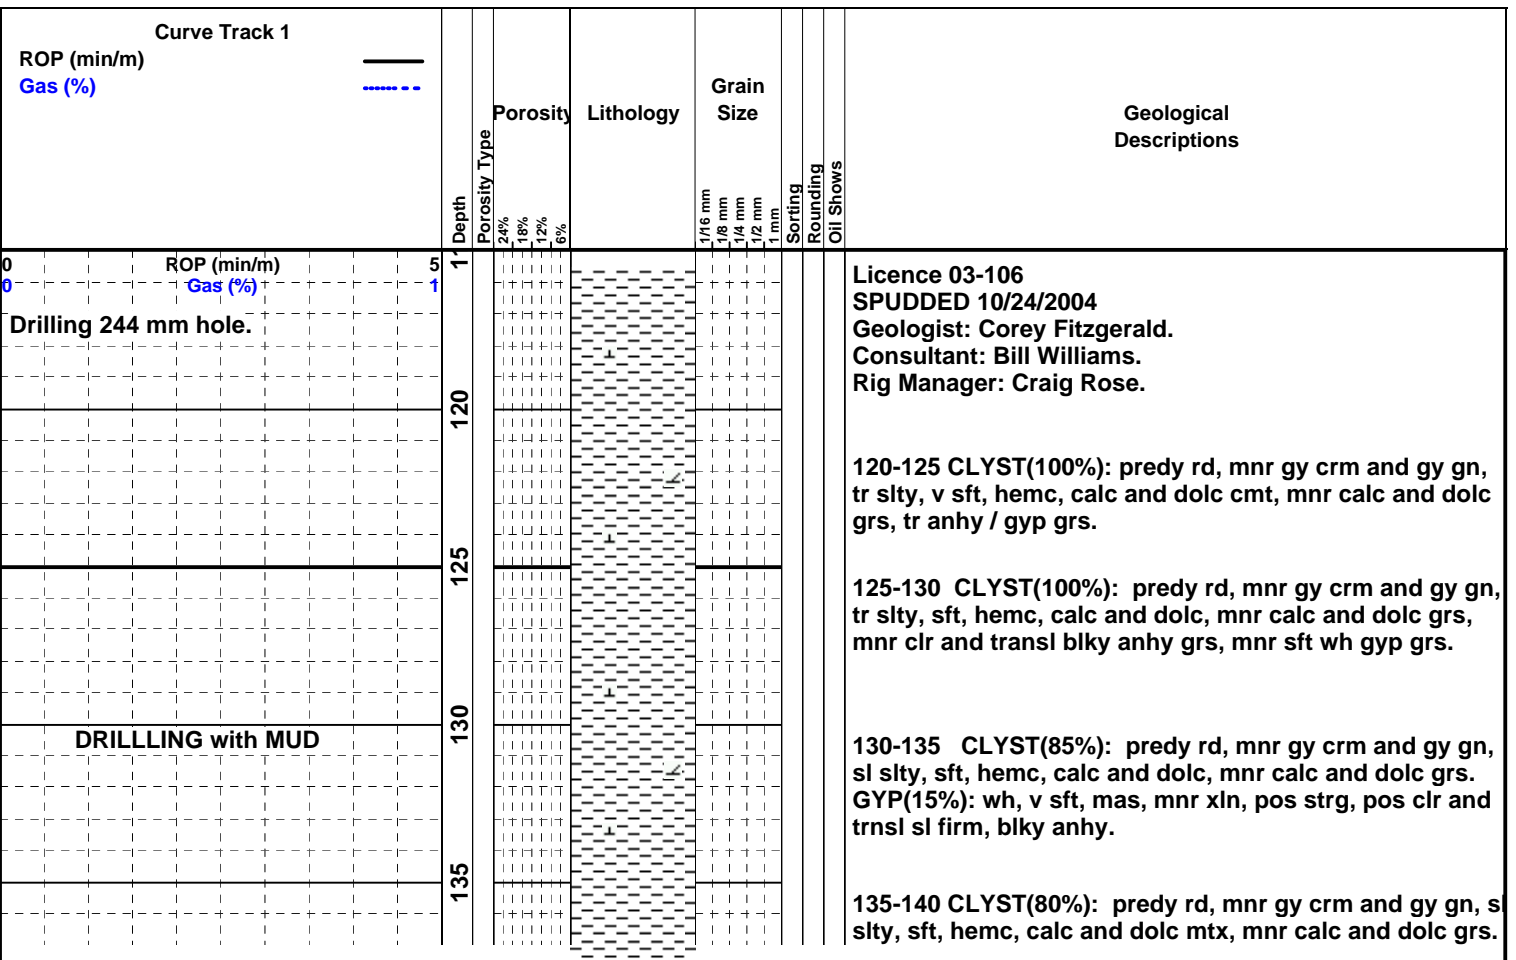 Curve Track 1
ROP (min/m)
Gas (%)
Depth
Porosity Type
Porosity
24%
18%
12%
6%
Lithology
Grain
Size
1/16 mm
1/8 mm
1/4 mm
1/2 mm
1 mm
Sorting
Rounding
Oil Shows
Geological
Descriptions
0 ROP (min/m) 5
0 Gas (%) 1
Drilling 244 mm hole.
DRILLLING with MUD
120
125
130
135
Licence 03-106
SPUDDED 10/24/2004
Geologist: Corey Fitzgerald.
Consultant: Bill Williams.
Rig Manager: Craig Rose.
120-125 CLYST(100%): predy rd, mnr gy crm and gy gn,
tr slty, v sft, hemc, calc and dolc cmt, mnr calc and dolc
grs, tr anhy / gyp grs.
125-130 CLYST(100%): predy rd, mnr gy crm and gy gn,
tr slty, sft, hemc, calc and dolc, mnr calc and dolc grs,
mnr clr and transl blky anhy grs, mnr sft wh gyp grs.
130-135 CLYST(85%): predy rd, mnr gy crm and gy gn,
sl slty, sft, hemc, calc and dolc, mnr calc and dolc grs.
GYP(15%): wh, v sft, mas, mnr xln, pos strg, pos clr and
trnsl sl firm, blky anhy.
135-140 CLYST(80%): predy rd, mnr gy crm and gy gn, sl
slty, sft, hemc, calc and dolc mtx, mnr calc and dolc grs.